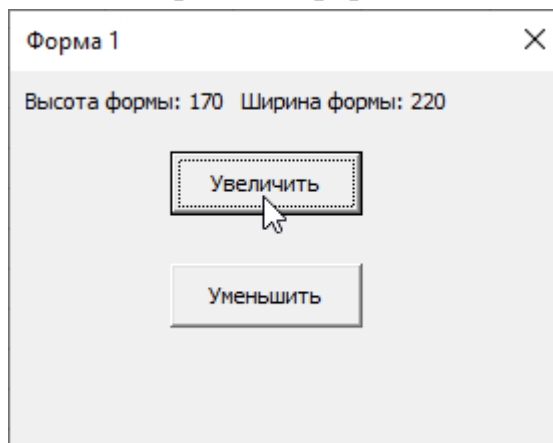 Форма 1
Высота формы: 170 Ширина формы: 220
Увеличить
Уменьшить